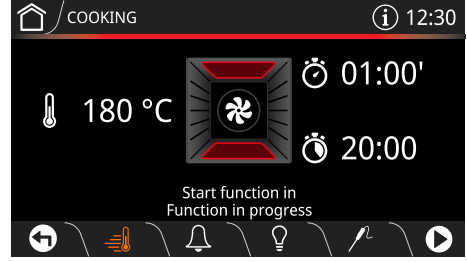 COOKING
i 12:30
01:00'
180 °C
20:00
Start function in
Function in progress